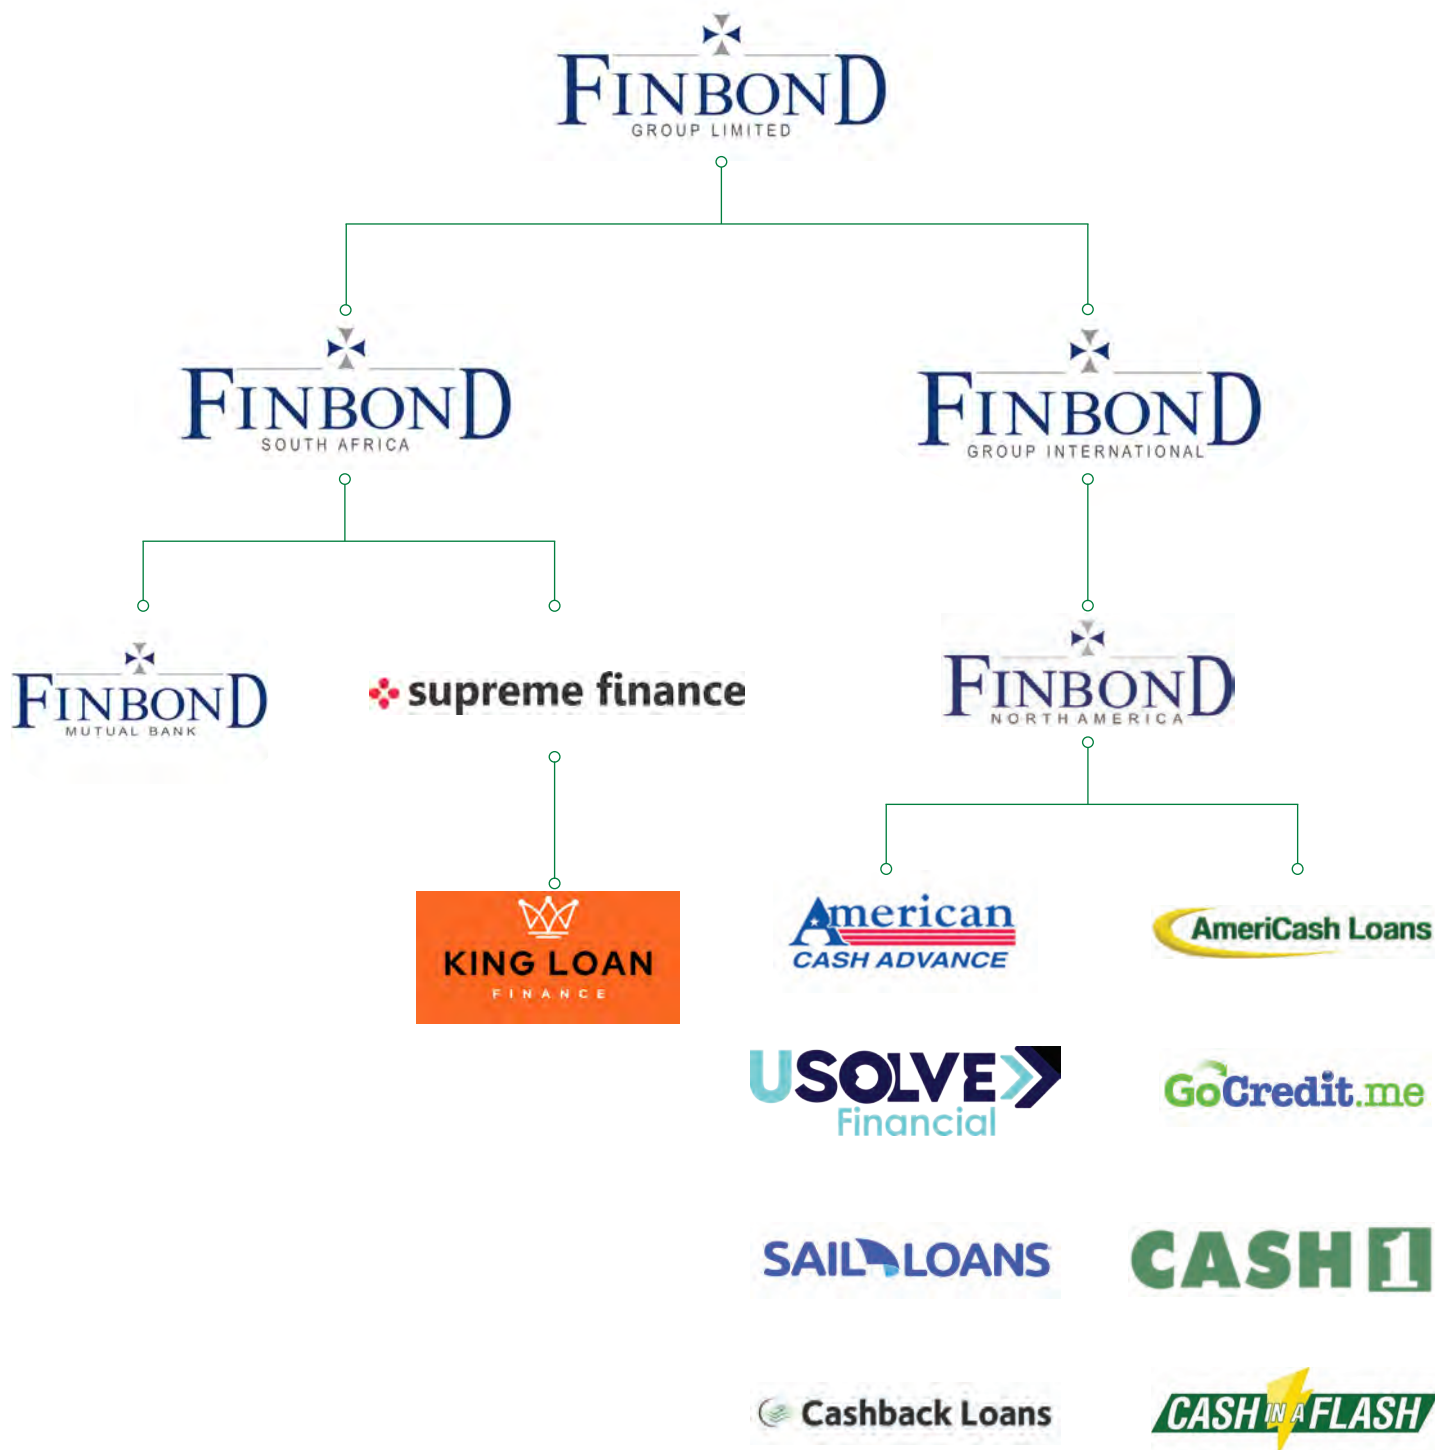 FINBOND
GROUP LIMITED
FINBOND
SOUTH AFRICA
FINBOND
GROUP INTERNATIONAL
FINBOND
MUTUAL BANK
supreme finance
FINBOND
NORTH AMERICA
KING LOAN
FINANCE
American
CASH ADVANCE
AmeriCash Loans
USOLVE
Financial
GoCredit.me
SAIL LOANS
CASH 1
Cashback Loans
CASH IN A FLASH